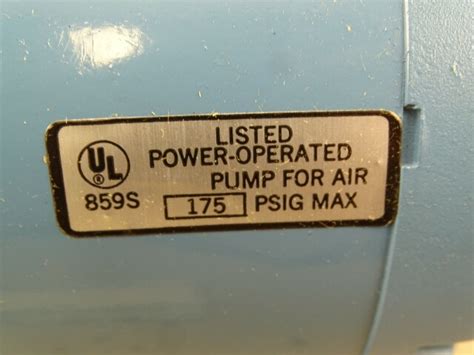 UL
LISTED
POWER-OPERATED
PUMP FOR AIR
859S 175 PSIG MAX